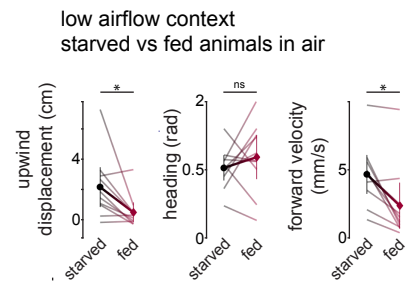 low airflow context
starved vs fed animals in air
*
ns
*
upwind
displacement (cm)
4
0
starved
fed
heading (rad)
2
0.5
0
starved
fed
forward velocity
(mm/s)
5
0
starved
fed